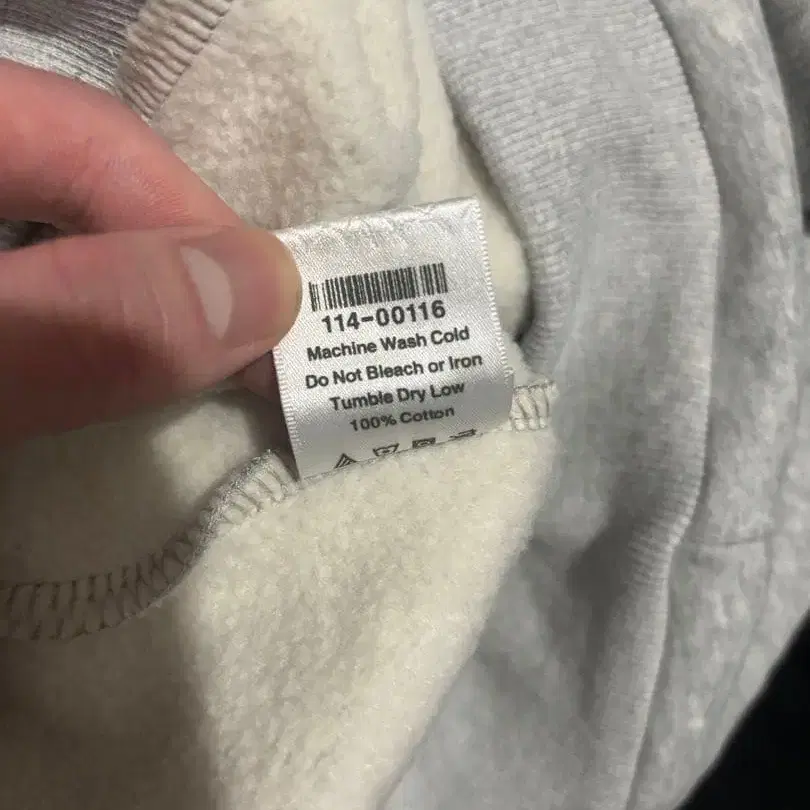 114-00116
Machine Wash Cold
Do Not Bleach or Iron
Tumble Dry Low
100% Cotton